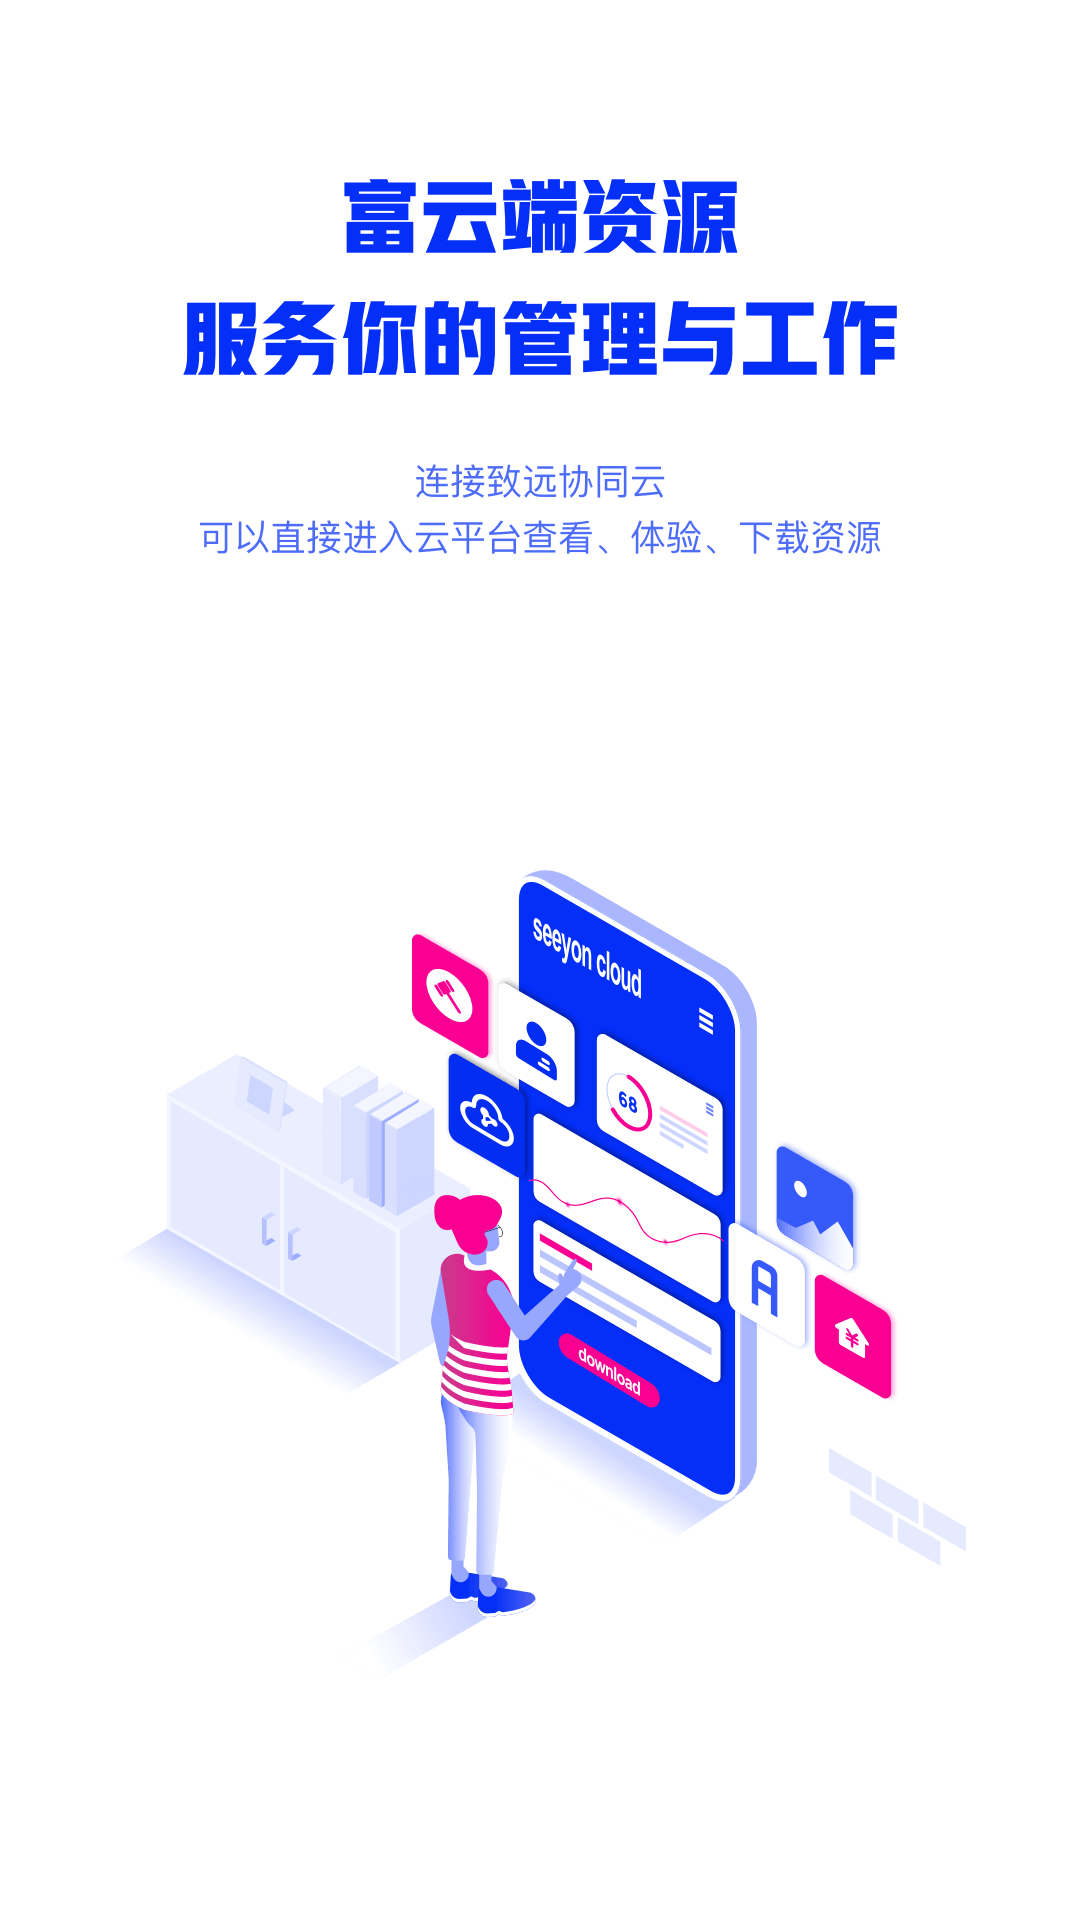 富云端资源
服务你的管理与工作
连接致远协同云
可以直接进入云平台查看、体验、下载资源
seeyon cloud
68
A
¥
download